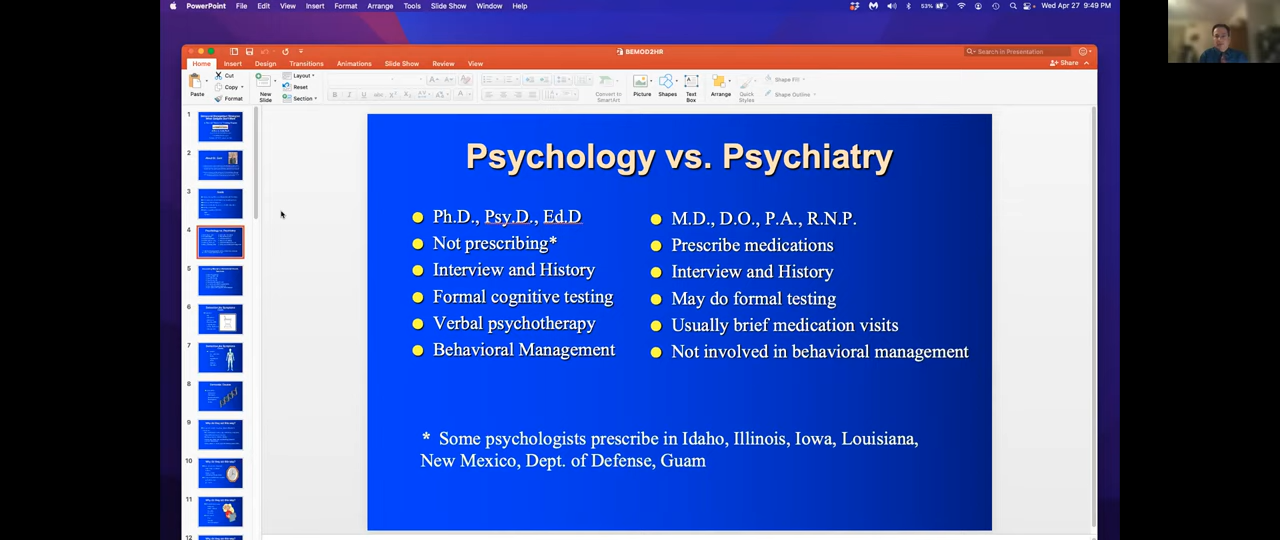 PowerPoint File Edit View Insert Format Arrange Tools Slide Show Window Help
53% Wed Apr 27 9:49 PM
BEMOD2HR
Search in Presentation
Home Insert Design Transitions Animations Slide Show Review View
Share
Paste
Cut
Copy
Format
New Slide
Layout
Reset
Section
Convert to SmartArt
Picture
Shapes
Text Box
Arrange
Quick Styles
Shape Fill
Shape Outline
1
2
3
4
5
6
7
8
9
10
11
12
Psychology vs. Psychiatry
Ph.D., Psy.D., Ed.D
Not prescribing*
Interview and History
Formal cognitive testing
Verbal psychotherapy
Behavioral Management
M.D., D.O., P.A., R.N.P.
Prescribe medications
Interview and History
May do formal testing
Usually brief medication visits
Not involved in behavioral management
* Some psychologists prescribe in Idaho, Illinois, Iowa, Louisiana,
New Mexico, Dept. of Defense, Guam